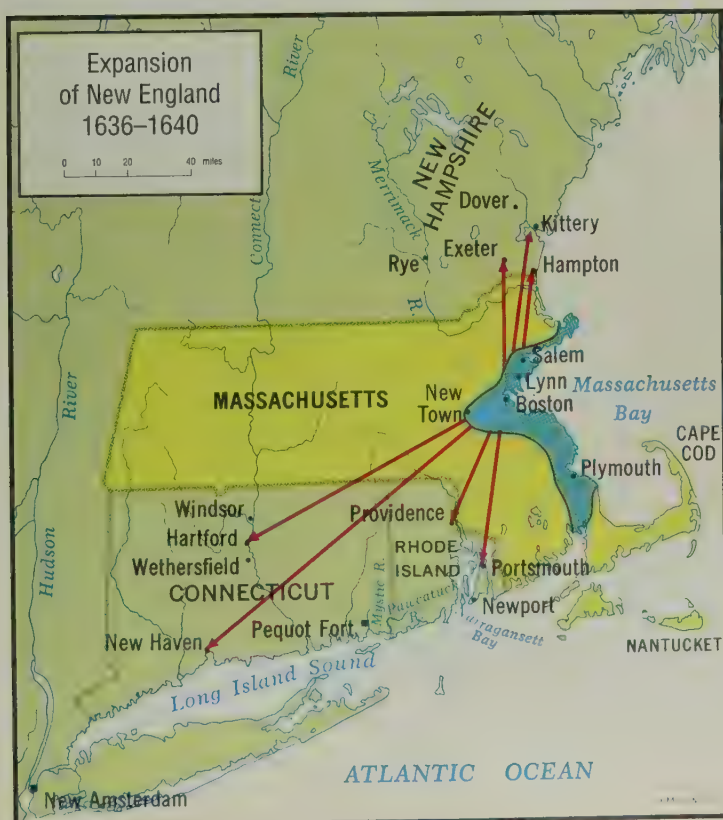 Expansion
of New England
1636–1640
0 10 20 40 miles
River
Connect
Merrimack
R.
NEW
HAMPSHIRE
Dover
Kittery
Exeter
Rye
Hampton
Salem
Lynn
MASSACHUSETTS
New
Town
Boston
Massachusetts
Bay
CAPE
COD
River
Plymouth
Windsor
Providence
Hartford
RHODE
ISLAND
Wethersfield
Portsmouth
CONNECTICUT
Hudson
Mystic R.
Pawcatuck
R.
Newport
Pequot Fort
Narragansett
Bay
New Haven
NANTUCKET
Long Island Sound
ATLANTIC OCEAN
New Amsterdam